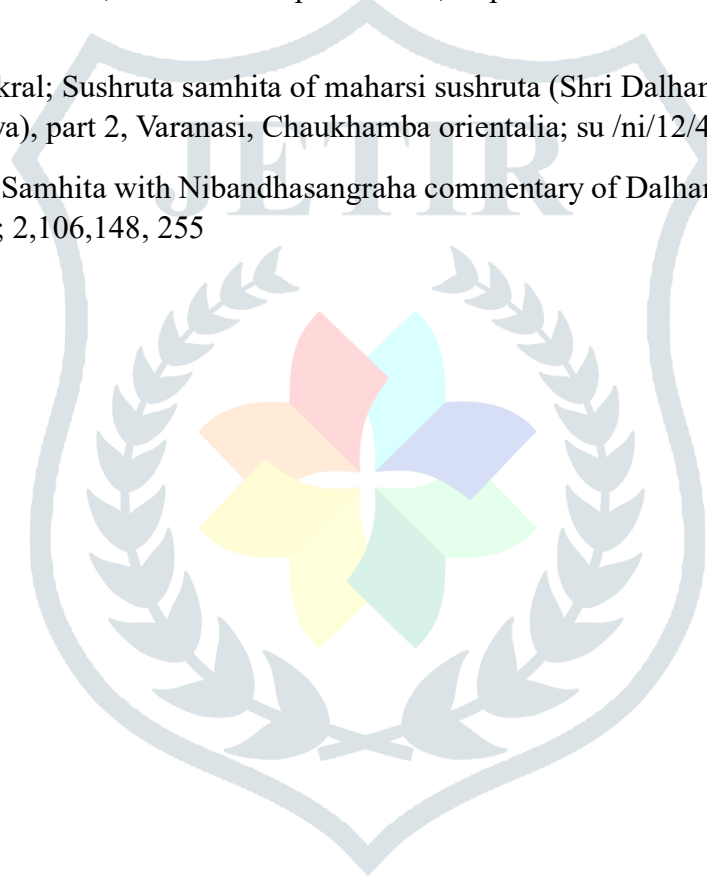 kral; Sushruta samhita of maharsi sushruta (Shri Dalhan
va), part 2, Varanasi, Chaukhamba orientalia; su /ni/12/4
Samhita with Nibandhasangraha commentary of Dalhar
; 2,106,148, 255
JETIR